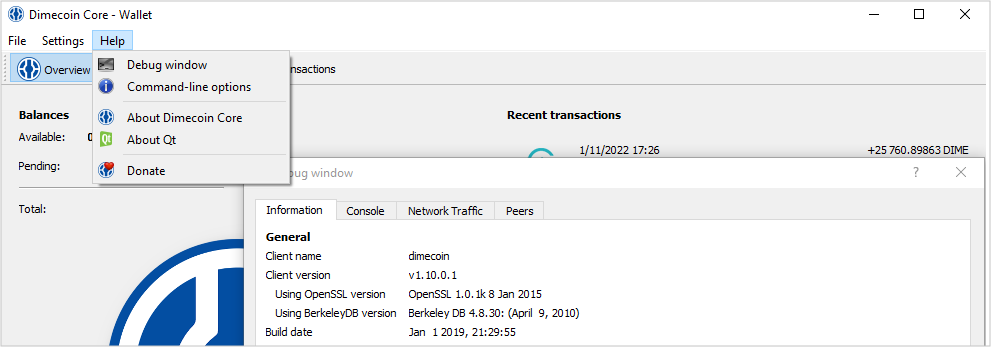 Dimecoin Core - Wallet
File Settings Help
Overview
Debug window
Command-line options
About Dimecoin Core
Qt About Qt
Donate
Balances
Available: 0
Pending:
Total:
Recent transactions
1/11/2022 17:26 +25 760.89863 DIME
window ?
Information Console Network Traffic Peers
General
Client name dimecoin
Client version v1.10.0.1
Using OpenSSL version OpenSSL 1.0.1k 8 Jan 2015
Using BerkeleyDB version Berkeley DB 4.8.30: (April 9, 2010)
Build date Jan 1 2019, 21:29:55